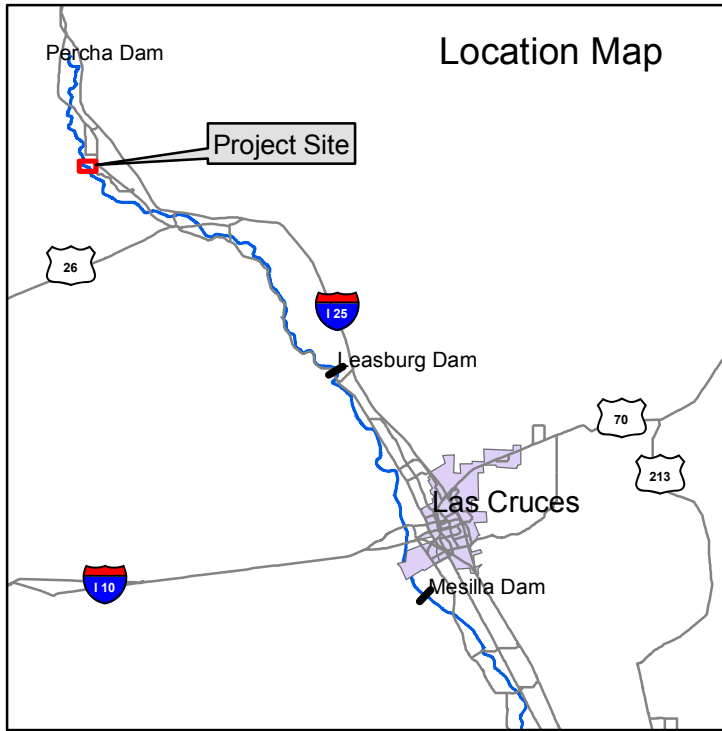 Percha Dam
Location Map
Project Site
26
I 25
Leasburg Dam
70
213
Las Cruces
I 10
Mesilla Dam